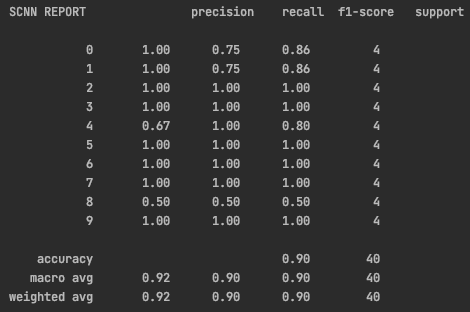 SCNN REPORT               precision    recall  f1-score   support

           0       1.00      0.75      0.86         4
           1       1.00      0.75      0.86         4
           2       1.00      1.00      1.00         4
           3       1.00      1.00      1.00         4
           4       0.67      1.00      0.80         4
           5       1.00      1.00      1.00         4
           6       1.00      1.00      1.00         4
           7       1.00      1.00      1.00         4
           8       0.50      0.50      0.50         4
           9       1.00      1.00      1.00         4

    accuracy                           0.90        40
   macro avg       0.92      0.90      0.90        40
weighted avg       0.92      0.90      0.90        40